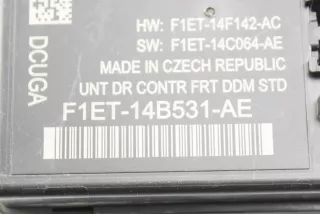 HW: F1ET-14F142-AC
SW: F1ET-14C064-AE
MADE IN CZECH REPUBLIC
UNT DR CONTR FRT DDM STD
F1ET-14B531-AE
DCUGA